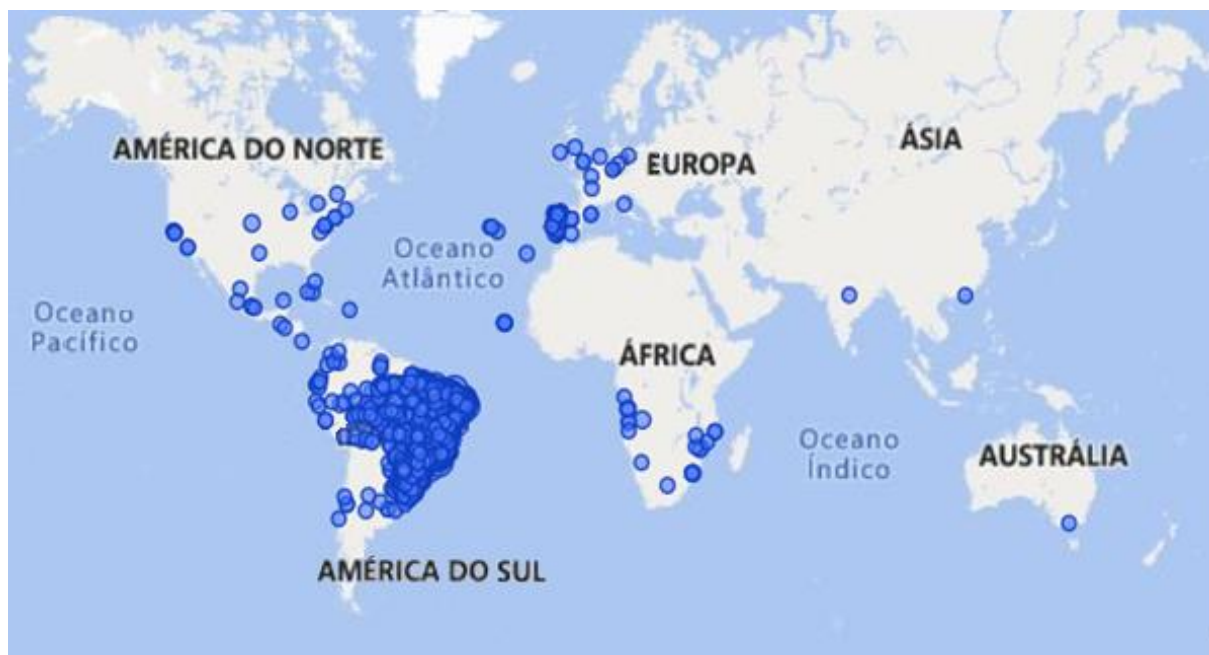 AMÉRICA DO NORTE
ÁSIA
EUROPA
Oceano
Atlântico
Oceano
Pacífico
ÁFRICA
Oceano
Índico
AUSTRÁLIA
AMÉRICA DO SUL